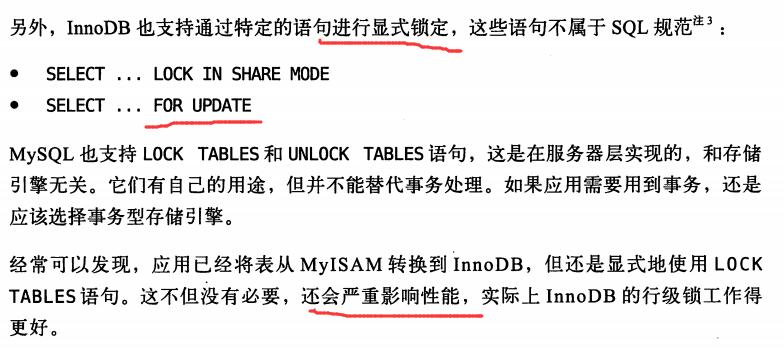 另外，InnoDB 也支持通过特定的语句进行显式锁定，这些语句不属于 SQL 规范注3：
● SELECT ... LOCK IN SHARE MODE
● SELECT ... FOR UPDATE
MySQL 也支持 LOCK TABLES 和 UNLOCK TABLES 语句，这是在服务器层实现的，和存储
引擎无关。它们有自己的用途，但并不能替代事务处理。如果应用需要用到事务，还是
应该选择事务型存储引擎。
经常可以发现，应用已经将表从 MyISAM 转换到 InnoDB，但还是显式地使用 LOCK
TABLES 语句。这不但没有必要，还会严重影响性能，实际上 InnoDB 的行级锁工作得
更好。